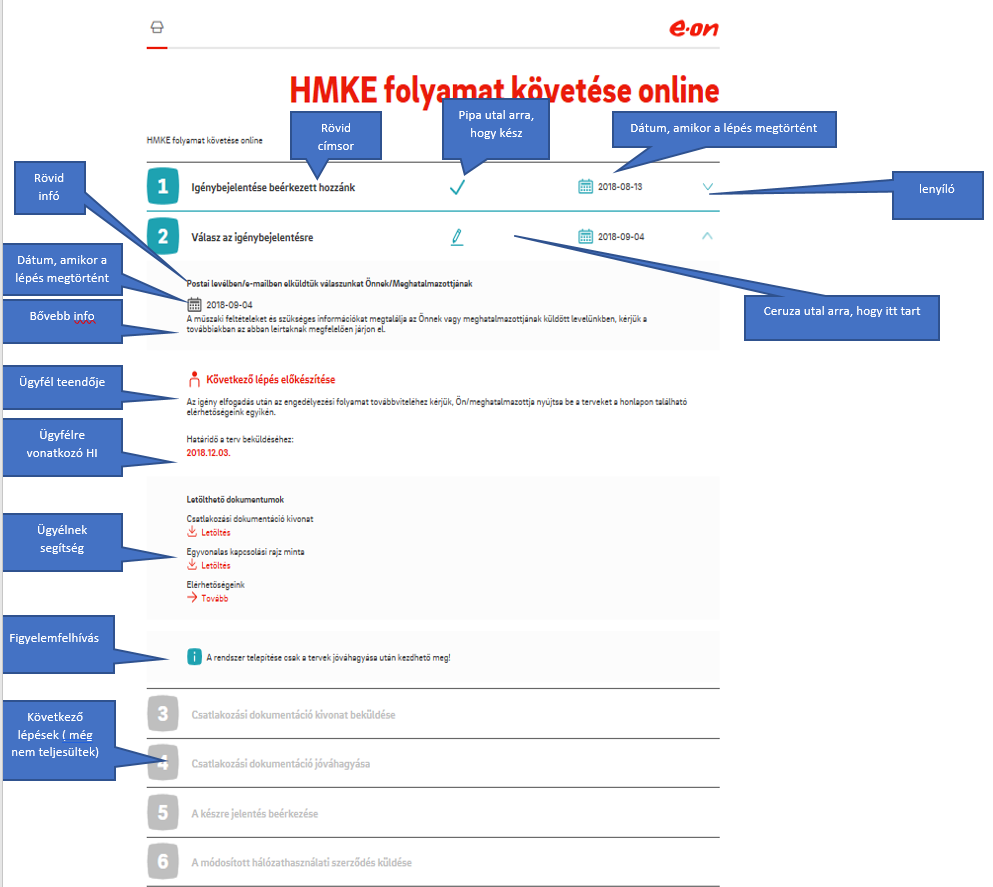 e·on
HMKE folyamat követése online
HMKE folyamat követése online
Rövid
címsor
Pipa utal arra,
hogy kész
Dátum, amikor a lépés megtörtént
Rövid
infó
1
Igénybejelentése beérkezett hozzánk
2018-08-13
lenyíló
2
Válasz az igénybejelentésre
2018-09-04
Dátum, amikor a
lépés megtörtént
Postai levélben/e-mailben elküldtük válaszunkat Önnek/Meghatalmazottjának
2018-09-04
Bővebb info
A műszaki feltételeket és szükséges információkat megtalálja az Önnek vagy meghatalmazottjának küldött levelünkben, kérjük a
továbbiakban az abban leírtaknak megfelelően járjon el.
Ceruza utal arra, hogy itt tart
Ügyfél teendője
Következő lépés előkészítése
Az igény elfogadás után az engedélyezési folyamat továbbviteléhez kérjük, Ön/meghatalmazottja nyújtsa be a terveket a honlapon található
elérhetőségeink egyikén.
Ügyfélre
vonatkozó HI
Határidő a terv beküldéséhez:
2018.12.03.
Letölthető dokumentumok
Csatlakozási dokumentáció kivonat
Letöltés
Ügyélnek
segítség
Egyvonalas kapcsolási rajz minta
Letöltés
Elérhetőségeink
Tovább
Figyelemfelhívás
i
A rendszer telepítése csak a tervek jóváhagyása után kezdhető meg!
3
Csatlakozási dokumentáció kivonat beküldése
Következő
lépések ( még
nem teljesültek)
4
Csatlakozási dokumentáció jóváhagyása
5
A készre jelentés beérkezése
6
A módosított hálózathasználati szerződés küldése